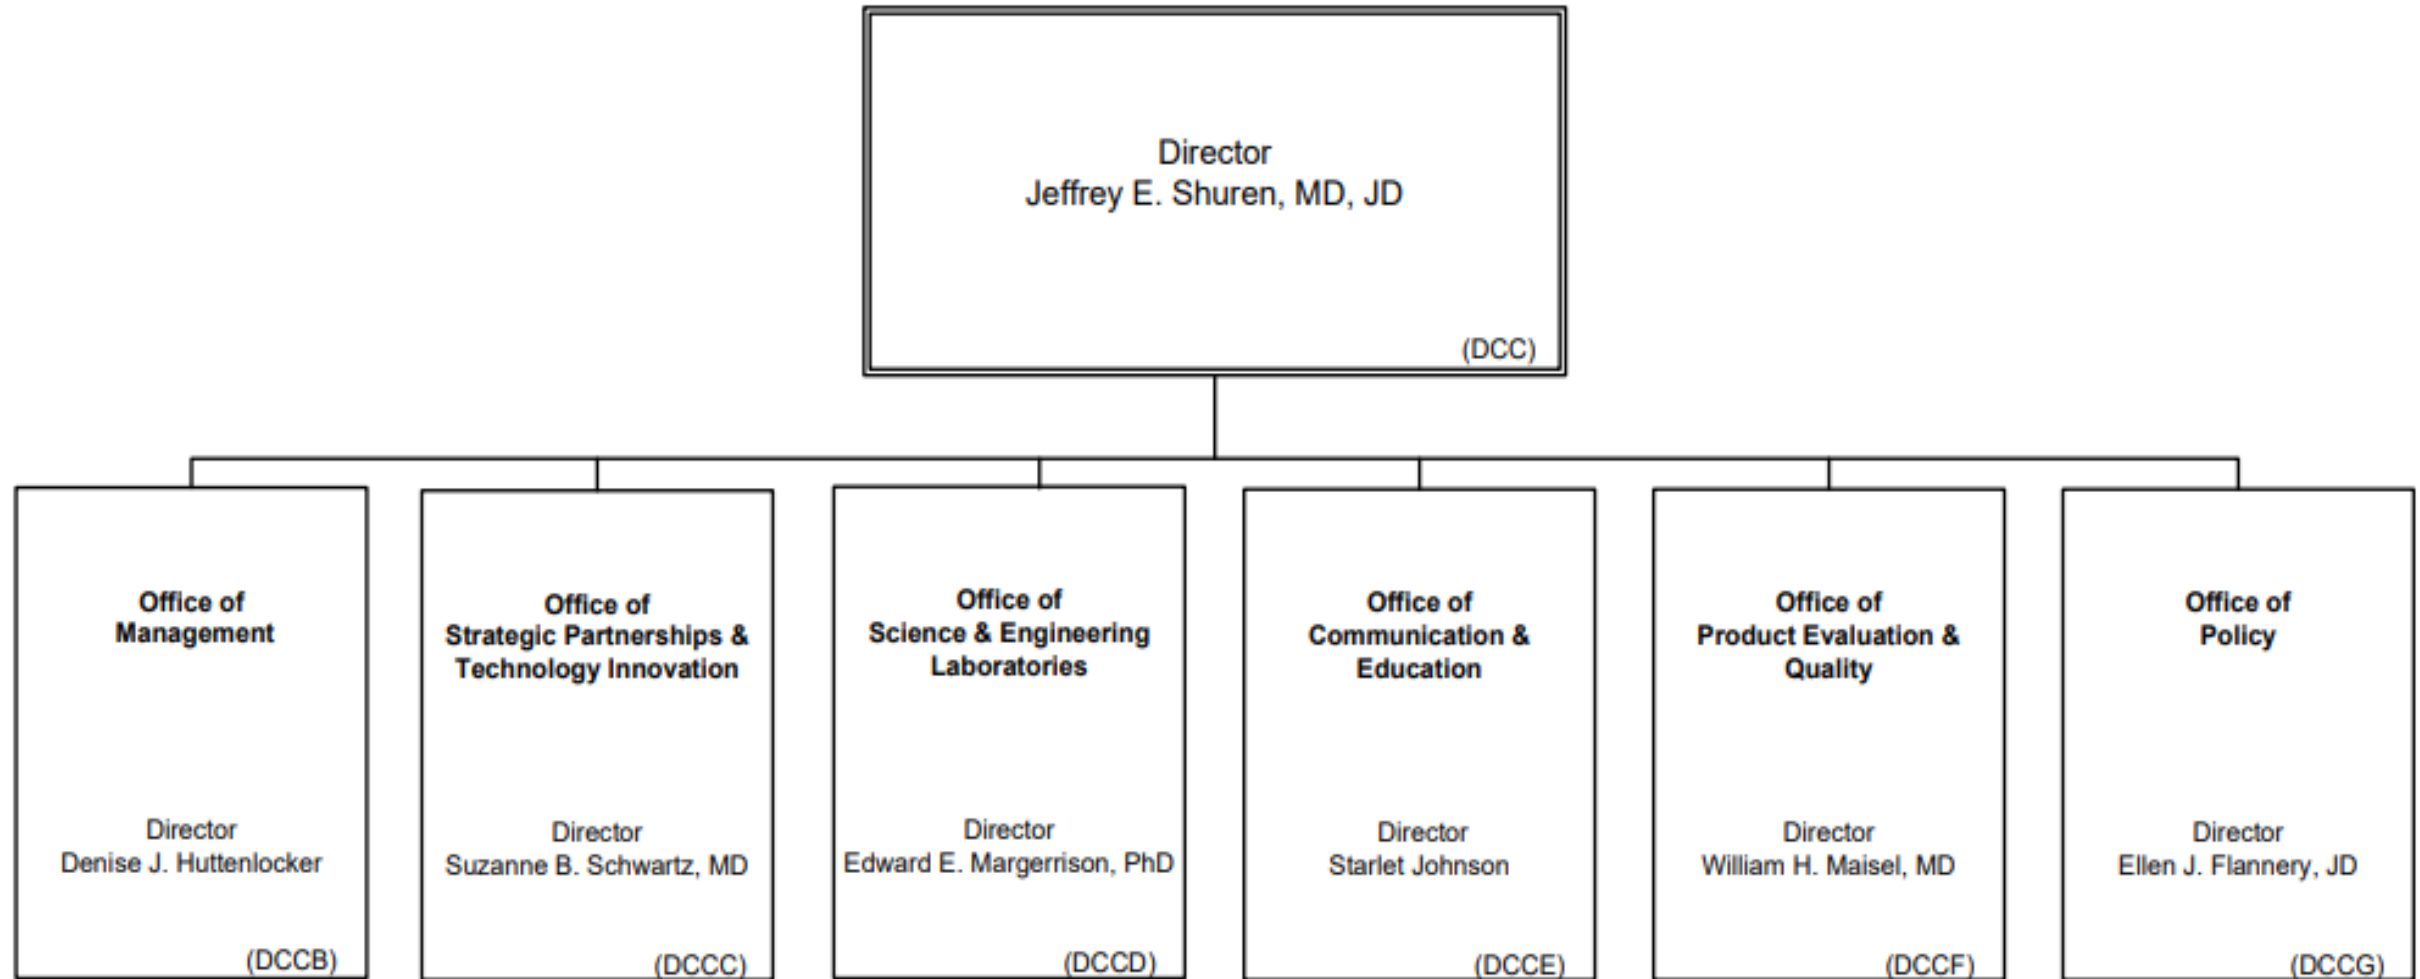 Director
Jeffrey E. Shuren, MD, JD
(DCC)
Office of
Management
Director
Denise J. Huttenlocker
(DCCB)
Office of
Strategic Partnerships &
Technology Innovation
Director
Suzanne B. Schwartz, MD
(DCCC)
Office of
Science & Engineering
Laboratories
Director
Edward E. Margerrison, PhD
(DCCD)
Office of
Communication &
Education
Director
Starlet Johnson
(DCCE)
Office of
Product Evaluation &
Quality
Director
William H. Maisel, MD
(DCCF)
Office of
Policy
Director
Ellen J. Flannery, JD
(DCCG)